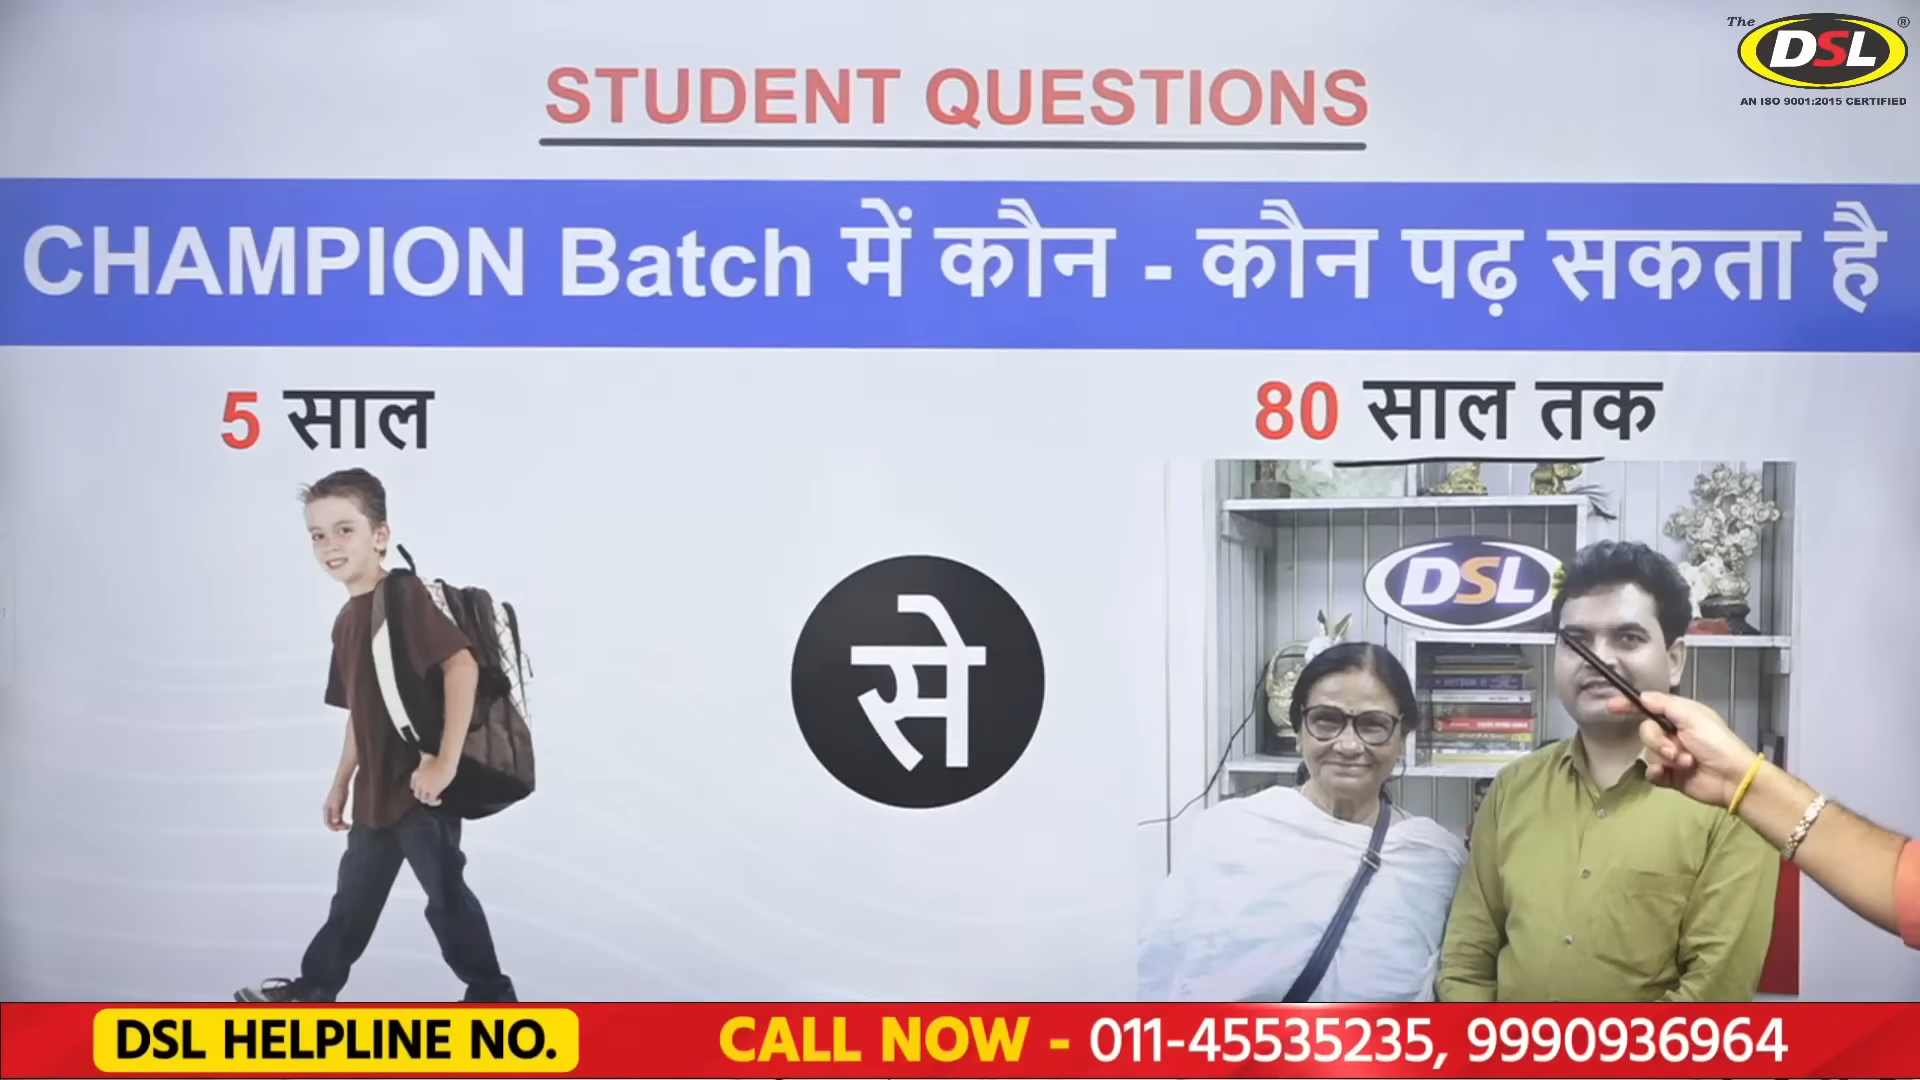 The DSL ®
AN ISO 9001:2015 CERTIFIED
STUDENT QUESTIONS
CHAMPION Batch में कौन - कौन पढ़ सकता है
5 साल
से
80 साल तक
DSL
DSL HELPLINE NO. CALL NOW - 011-45535235, 9990936964